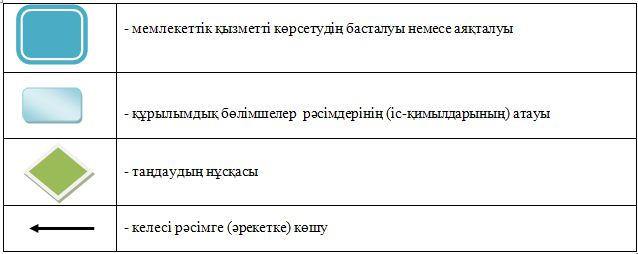 - мемлекеттік қызметті көрсетудің басталуы немесе аяқталуы
- құрылымдық бөлімшелер рәсімдерінің (іс-қимылдарының) атауы
- таңдаудың нұсқасы
- келесі рәсімге (әрекетке) көшу